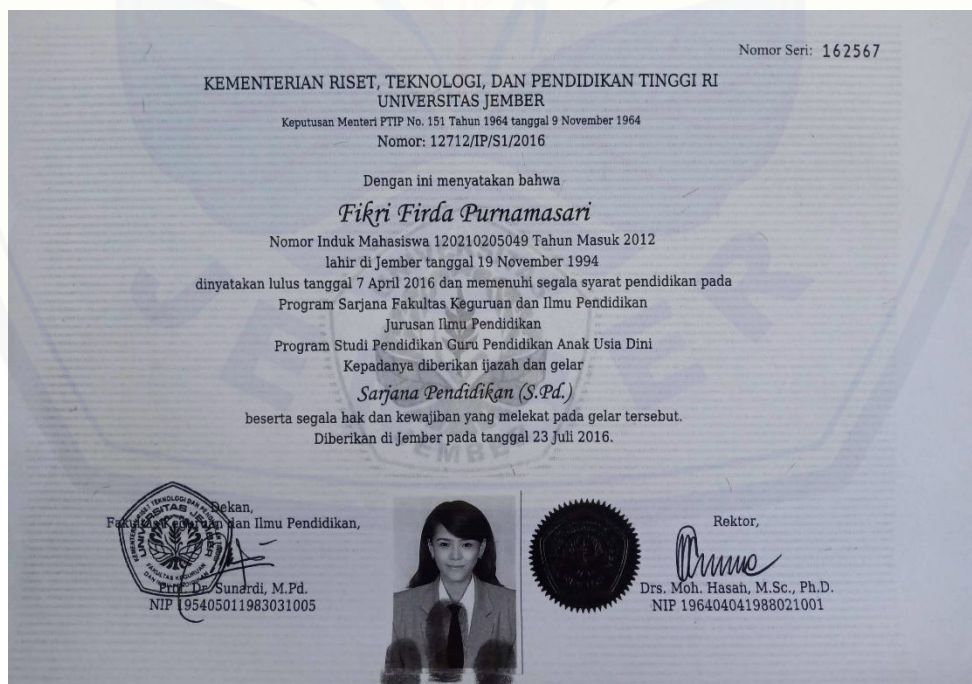 Nomor Seri: 162567
KEMENTERIAN RISET, TEKNOLOGI, DAN PENDIDIKAN TINGGI RI
UNIVERSITAS JEMBER
Keputusan Menteri PTIP No. 151 Tahun 1964 tanggal 9 November 1964
Nomor: 12712/IP/S1/2016
Dengan ini menyatakan bahwa
Fikri Firda Purnamasari
Nomor Induk Mahasiswa 120210205049 Tahun Masuk 2012
lahir di Jember tanggal 19 November 1994
dinyatakan lulus tanggal 7 April 2016 dan memenuhi segala syarat pendidikan pada
Program Sarjana Fakultas Keguruan dan Ilmu Pendidikan
Jurusan Ilmu Pendidikan
Program Studi Pendidikan Guru Pendidikan Anak Usia Dini
Kepadanya diberikan ijazah dan gelar
Sarjana Pendidikan (S.Pd.)
beserta segala hak dan kewajiban yang melekat pada gelar tersebut.
Diberikan di Jember pada tanggal 23 Juli 2016.
Dekan,
Fakultas Keguruan dan Ilmu Pendidikan,
UNIVERSITAS JEMBER
Prof. Dr. Sunardi, M.Pd.
NIP 195405011983031005
Rektor,
Drs. Moh. Hasan, M.Sc., Ph.D.
NIP 196404041988021001